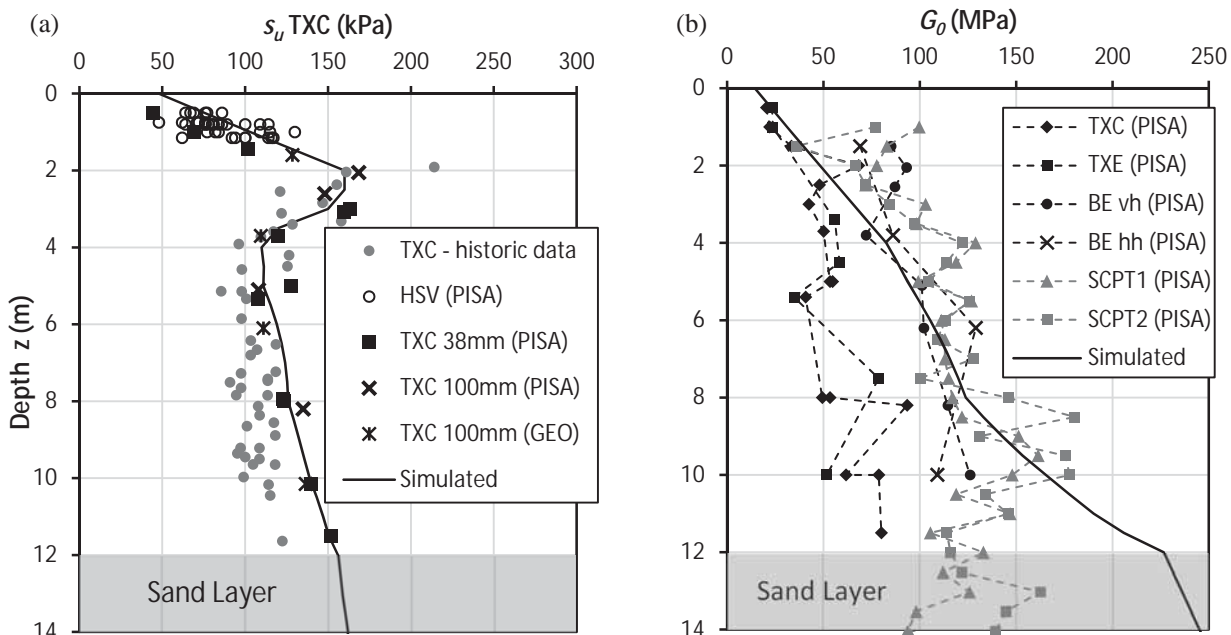 (a)
s_u TXC (kPa)
0 50 100 150 200 250 300
0
2
4
6
8
10
12
14
Depth z (m)
TXC - historic data
HSV (PISA)
TXC 38mm (PISA)
TXC 100mm (PISA)
TXC 100mm (GEO)
Simulated
Sand Layer
(b)
G_0 (MPa)
0 50 100 150 200 250
0
2
4
6
8
10
12
14
TXC (PISA)
TXE (PISA)
BE vh (PISA)
BE hh (PISA)
SCPT1 (PISA)
SCPT2 (PISA)
Simulated
Sand Layer